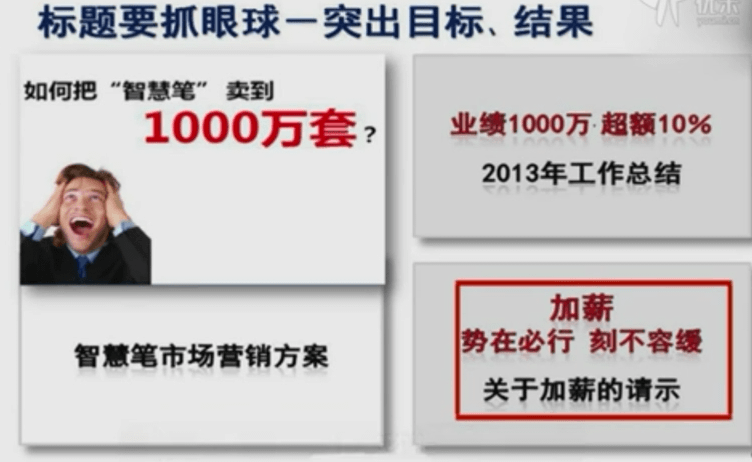 标题要抓眼球—突出目标、结果
如何把“智慧笔”卖到
1000万套？
智慧笔市场营销方案
业绩1000万·超额10%
2013年工作总结
加薪
势在必行 刻不容缓
关于加薪的请示